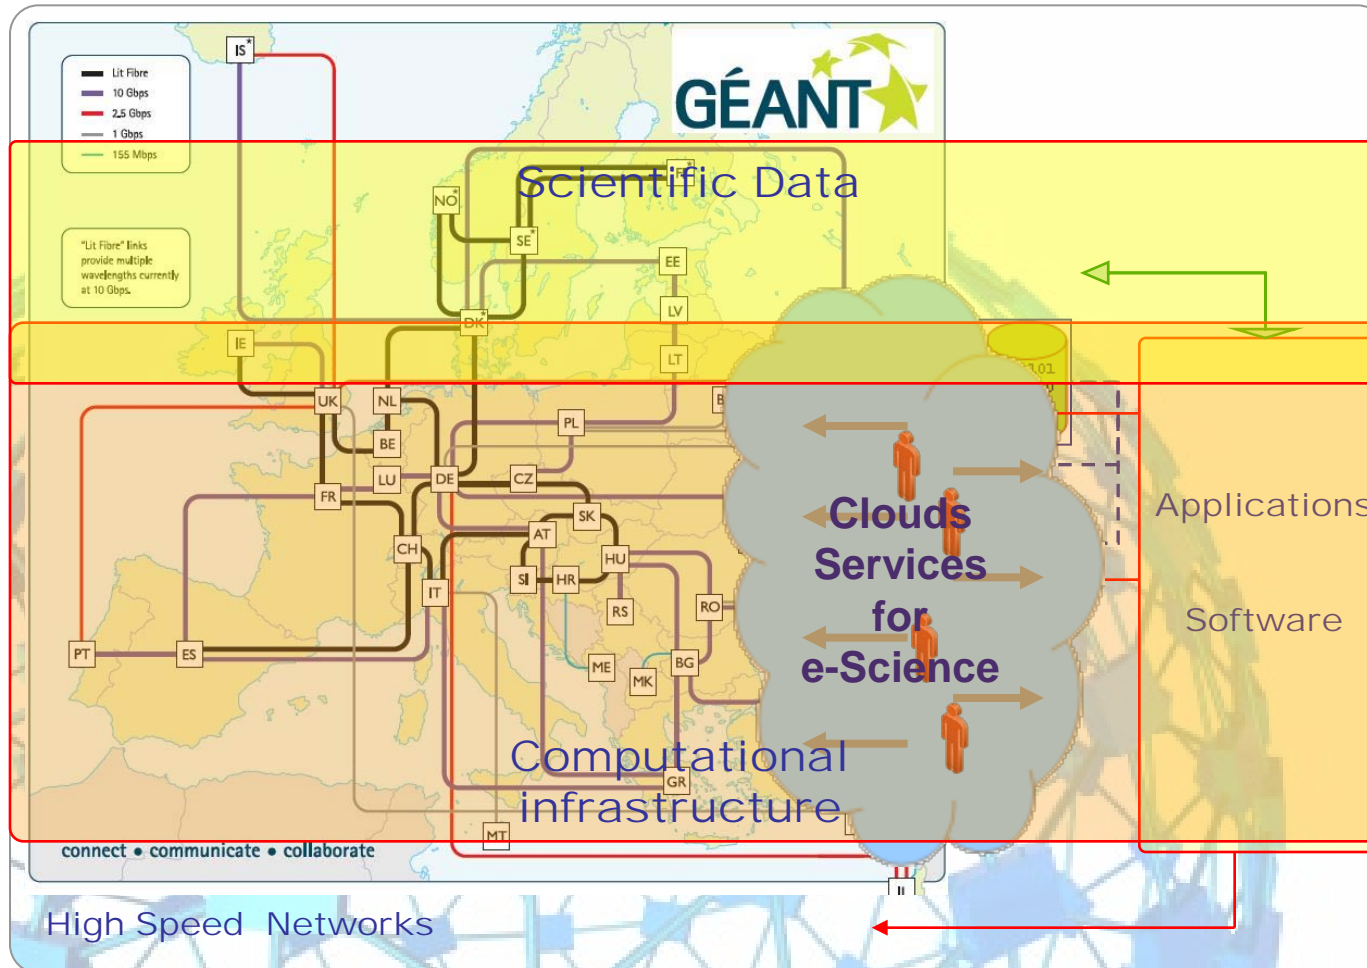 IS*
Lit Fibre
10 Gbps
2.5 Gbps
1 Gbps
155 Mbps
GÉANT
Scientific Data
NO*
SE*
"Lit Fibre" links
provide multiple
wavelengths currently
at 10 Gbps.
EE
LV
DK*
IE
LT
UK
NL
PL
BE
LU
DE
CZ
FR
SK
AT
CH
HU
SI
HR
IT
RS
RO
PT
ES
ME
MK
BG
Clouds
Services
for
e-Science
Applications
Software
Computational
infrastructure
GR
MT
connect • communicate • collaborate
High Speed Networks